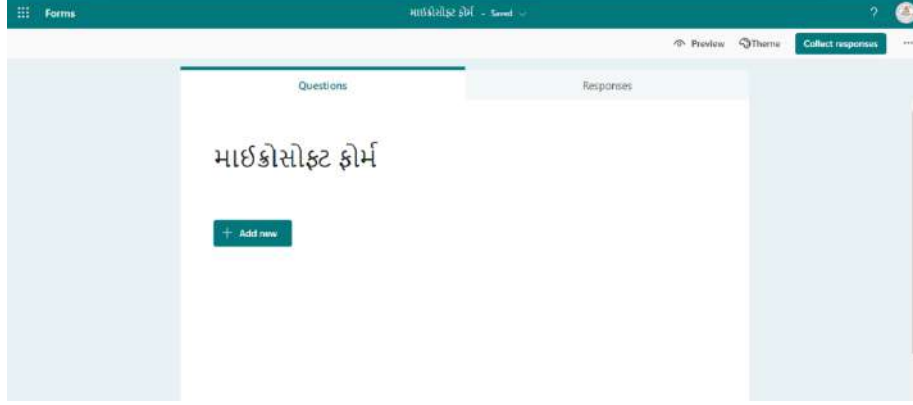 Forms
માઈક્રોસોફ્ટ ફોર્મ - Saved
?
Preview Theme Collect responses ...
Questions Responses
માઈક્રોસોફ્ટ ફોર્મ
+ Add new